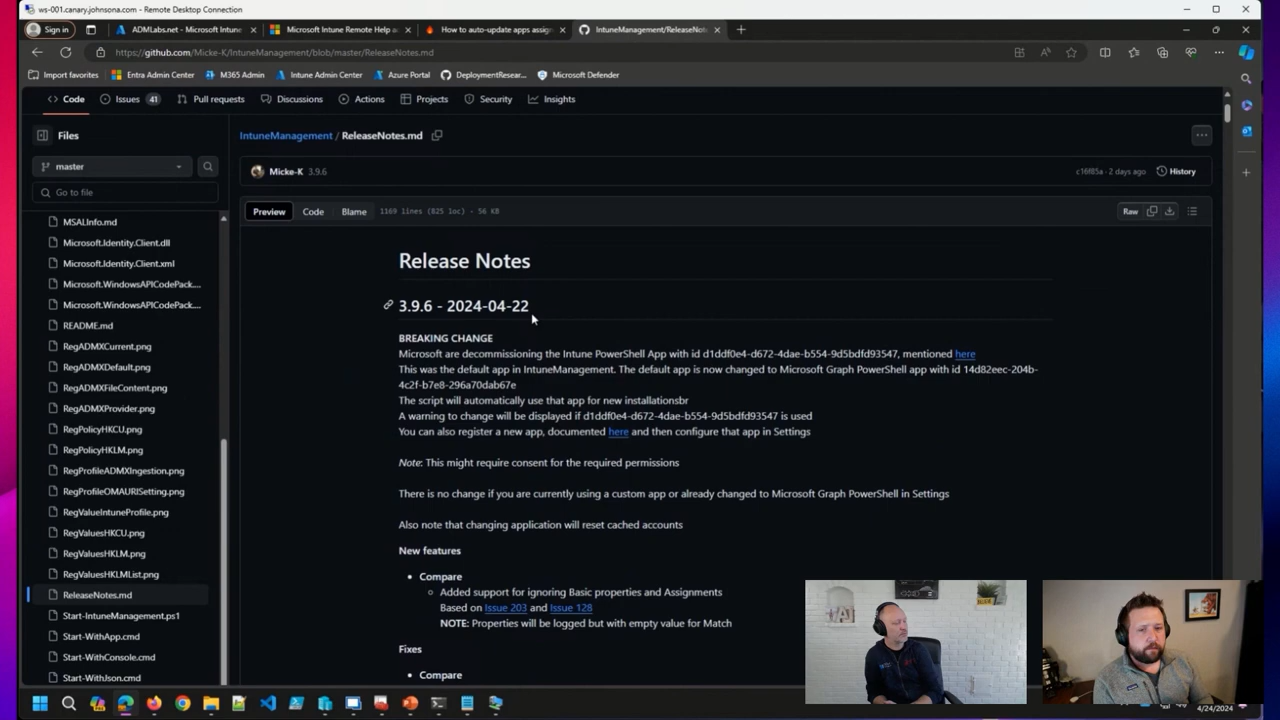 ws-001.canary.johnsona.com - Remote Desktop Connection
Sign in
ADMLabs.net - Microsoft Intune
Microsoft Intune Remote Help a
How to auto-update apps assig
IntuneManagement/ReleaseNote
https://github.com/Micke-K/IntuneManagement/blob/master/ReleaseNotes.md
Import favorites
Entra Admin Center
M365 Admin
Intune Admin Center
Azure Portal
DeploymentResear...
Microsoft Defender
Code
Issues 41
Pull requests
Discussions
Actions
Projects
Security
Insights
Files
master
Go to file
MSALInfo.md
Microsoft.Identity.Client.dll
Microsoft.Identity.Client.xml
Microsoft.WindowsAPICodePack....
Microsoft.WindowsAPICodePack....
README.md
RegADMXCurrent.png
RegADMXDefault.png
RegADMXFileContent.png
RegADMXProvider.png
RegPolicyHKCU.png
RegPolicyHKLM.png
RegProfileADMXIngestion.png
RegProfileOMAURISetting.png
RegValueIntuneProfile.png
RegValuesHKCU.png
RegValuesHKLM.png
RegValuesHKLMList.png
ReleaseNotes.md
Start-IntuneManagement.ps1
Start-WithApp.cmd
Start-WithConsole.cmd
Start-WithJson.cmd
IntuneManagement / ReleaseNotes.md
Micke-K 3.9.6
c16f85a · 2 days ago
History
Preview
Code
Blame
1169 lines (825 loc) · 56 KB
Raw
Release Notes
3.9.6 - 2024-04-22
BREAKING CHANGE
Microsoft are decommissioning the Intune PowerShell App with id d1ddf0e4-d672-4dae-b554-9d5bdfd93547, mentioned here
This was the default app in IntuneManagement. The default app is now changed to Microsoft Graph PowerShell app with id 14d82eec-204b-
4c2f-b7e8-296a70dab67e
The script will automatically use that app for new installationsbr
A warning to change will be displayed if d1ddf0e4-d672-4dae-b554-9d5bdfd93547 is used
You can also register a new app, documented here and then configure that app in Settings
Note: This might require consent for the required permissions
There is no change if you are currently using a custom app or already changed to Microsoft Graph PowerShell in Settings
Also note that changing application will reset cached accounts
New features
Compare
Added support for ignoring Basic properties and Assignments
Based on Issue 203 and Issue 128
NOTE: Properties will be logged but with empty value for Match
Fixes
Compare
4/24/2024